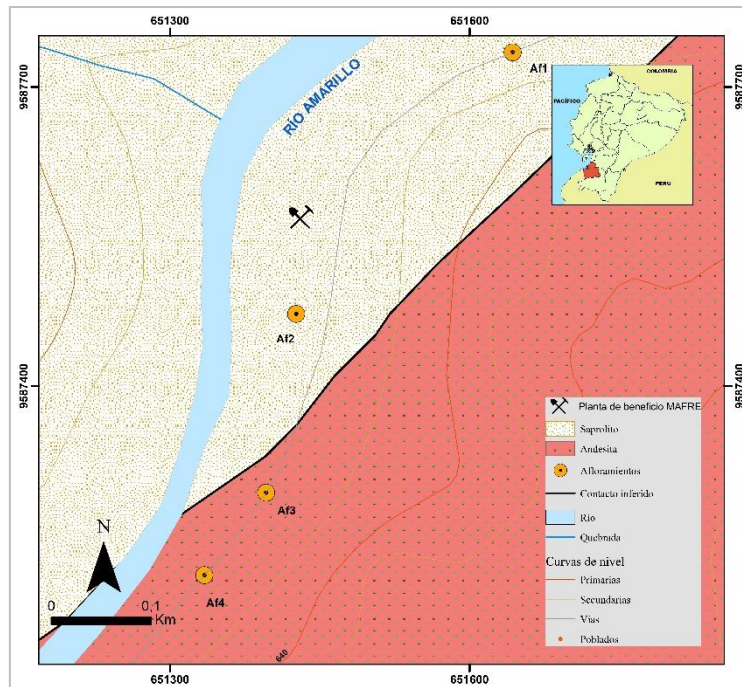 651300
651600
9587700
9587700
RÍO AMARILLO
Af1
COLOMBIA
PACÍFICO
PERU
Af2
9587400
9587400
Planta de beneficio MAFRE
Saprolito
Andesita
Afloramientos
Contacto inferido
Río
Quebrada
Curvas de nivel
Primarias
Secundarias
Vías
Poblados
Af3
N
Af4
0 0,1
Km
640
651300
651600